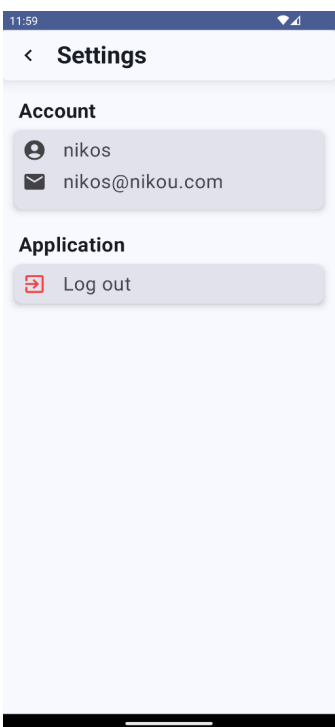 11:59
Settings
Account
nikos
nikos@nikou.com
Application
Log out